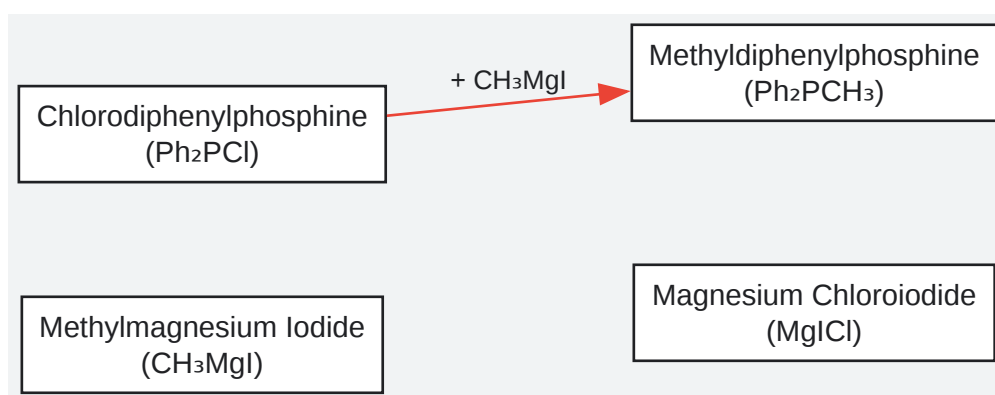 Chlorodiphenylphosphine
(Ph₂PCl)
+ CH₃MgI
Methyldiphenylphosphine
(Ph₂PCH₃)
Methylmagnesium Iodide
(CH₃MgI)
Magnesium Chloroiodide
(MgICl)